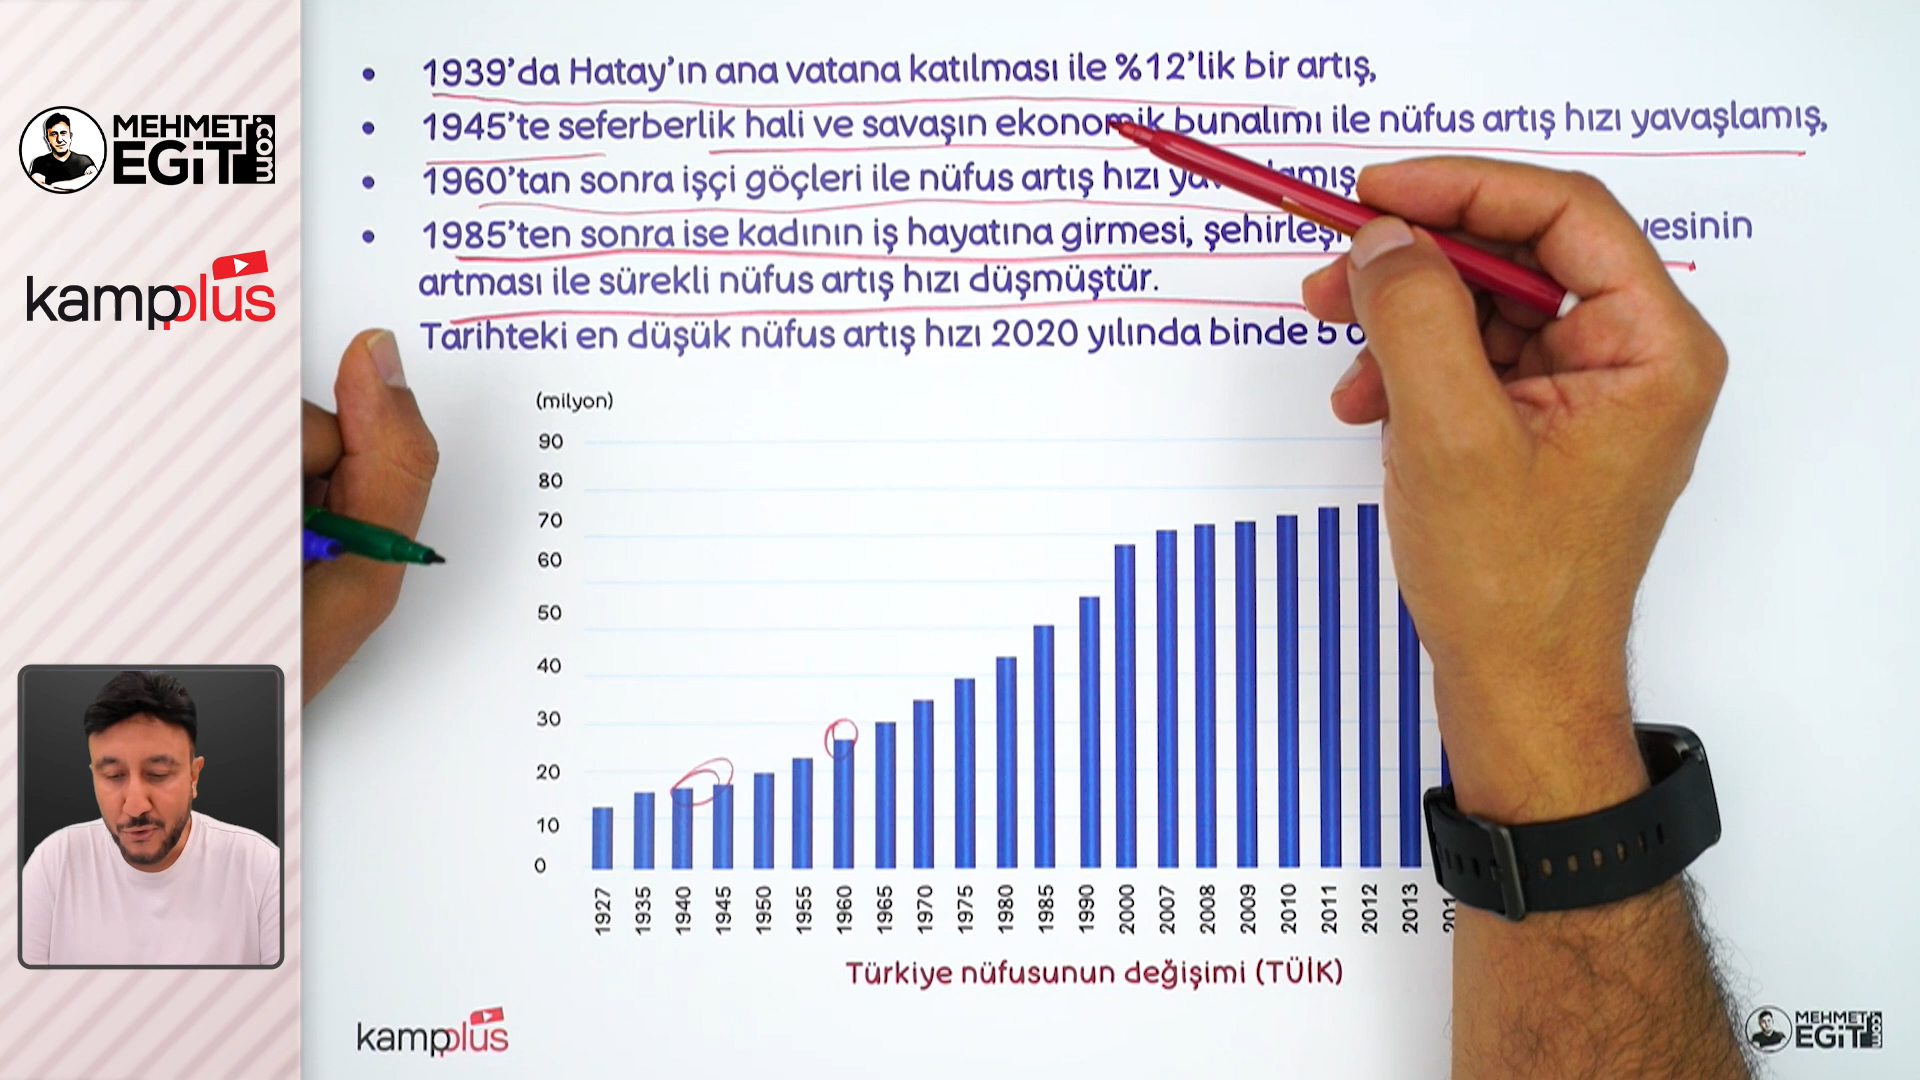 MEHMET
EGiT
.com
kampplus
• 1939'da Hatay'ın ana vatana katılması ile %12'lik bir artış,
• 1945'te seferberlik hali ve savaşın ekonomik bunalımı ile nüfus artış hızı yavaşlamış,
• 1960'tan sonra işçi göçleri ile nüfus artış hızı
• 1985'ten sonra ise kadının iş hayatına girmesi,
artması ile sürekli nüfus artış hızı düşmüştür.
Tarihteki en düşük nüfus artış hızı 2020 yılında binde 5
(milyon)
90
80
70
60
50
40
30
20
10
0
1927 1935 1940 1945 1950 1955 1960 1965 1970 1975 1980 1985 1990 2000 2007 2008 2009 2010 2011 2012 2013
Türkiye nüfusunun değişimi (TÜİK)
kampplus
MEHMET
EGiT
.com